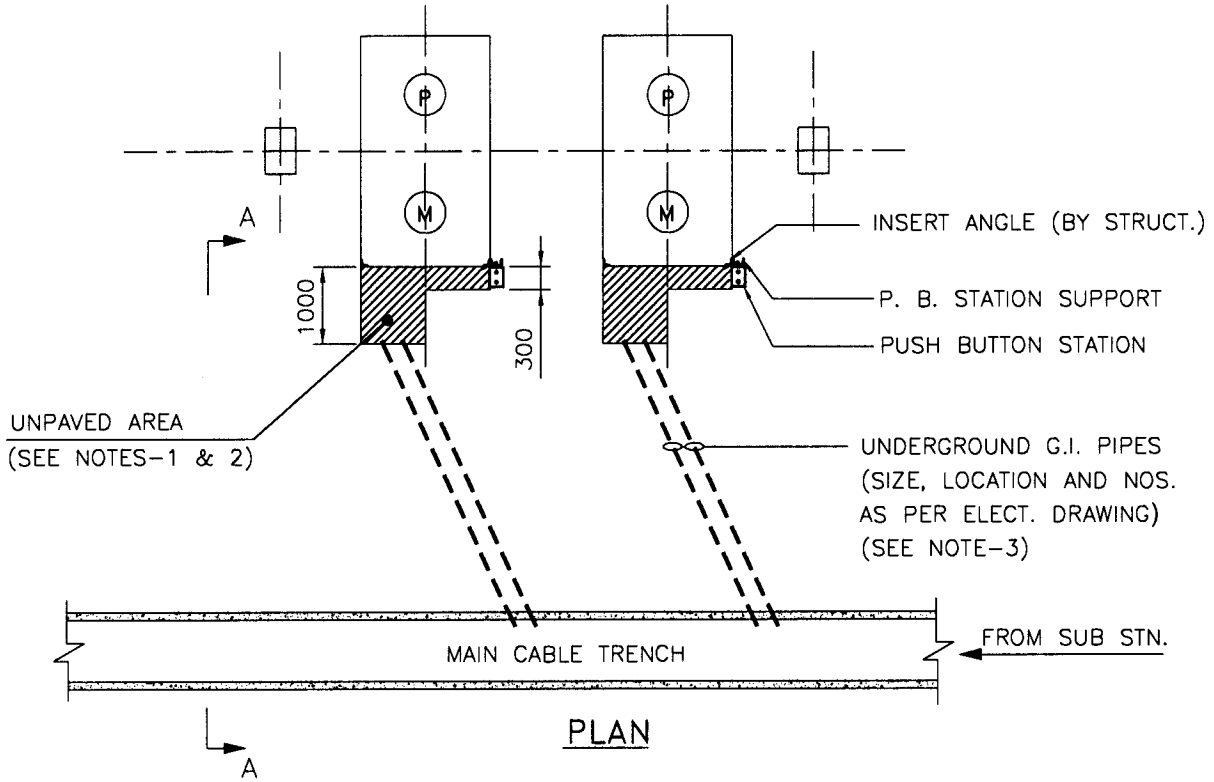 P
P
M
M
A
INSERT ANGLE (BY STRUCT.)
P. B. STATION SUPPORT
PUSH BUTTON STATION
1000
300
UNPAVED AREA
(SEE NOTES-1 & 2)
UNDERGROUND G.I. PIPES
(SIZE, LOCATION AND NOS.
AS PER ELECT. DRAWING)
(SEE NOTE-3)
MAIN CABLE TRENCH
FROM SUB STN.
PLAN
A